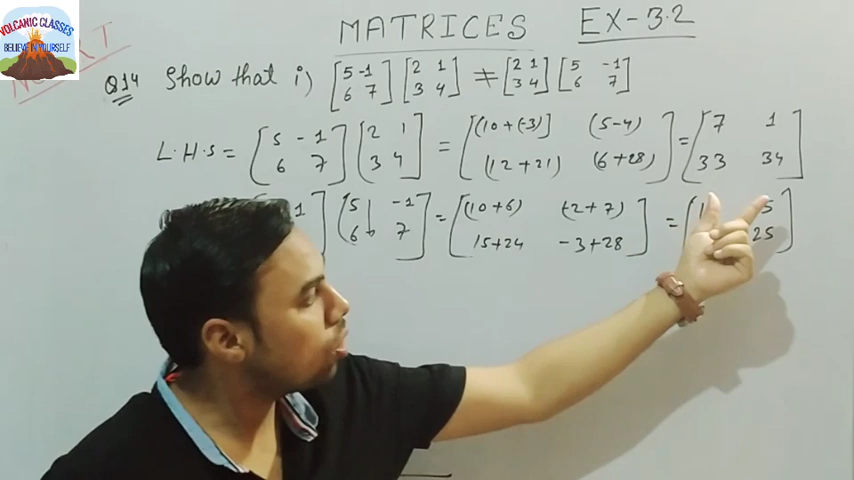 VOLCANIC CLASSES
BELIEVE IN YOURSELF
MATRICES EX-3.2
Q14 Show that i) [5 -1 [2 1 ≠ [2 1 [5 -1
6 7] 3 4] 3 4] 6 7]
L.H.S = [5 -1 [2 1 = [(10+(-3)] (5-4) = [7 1
6 7] 3 4] (12+21) (6+28)] 33 34]
1] [5 -1 = [(10+6) (-2+7) = [1 5
6 7] 15+24 -3+28] 25]